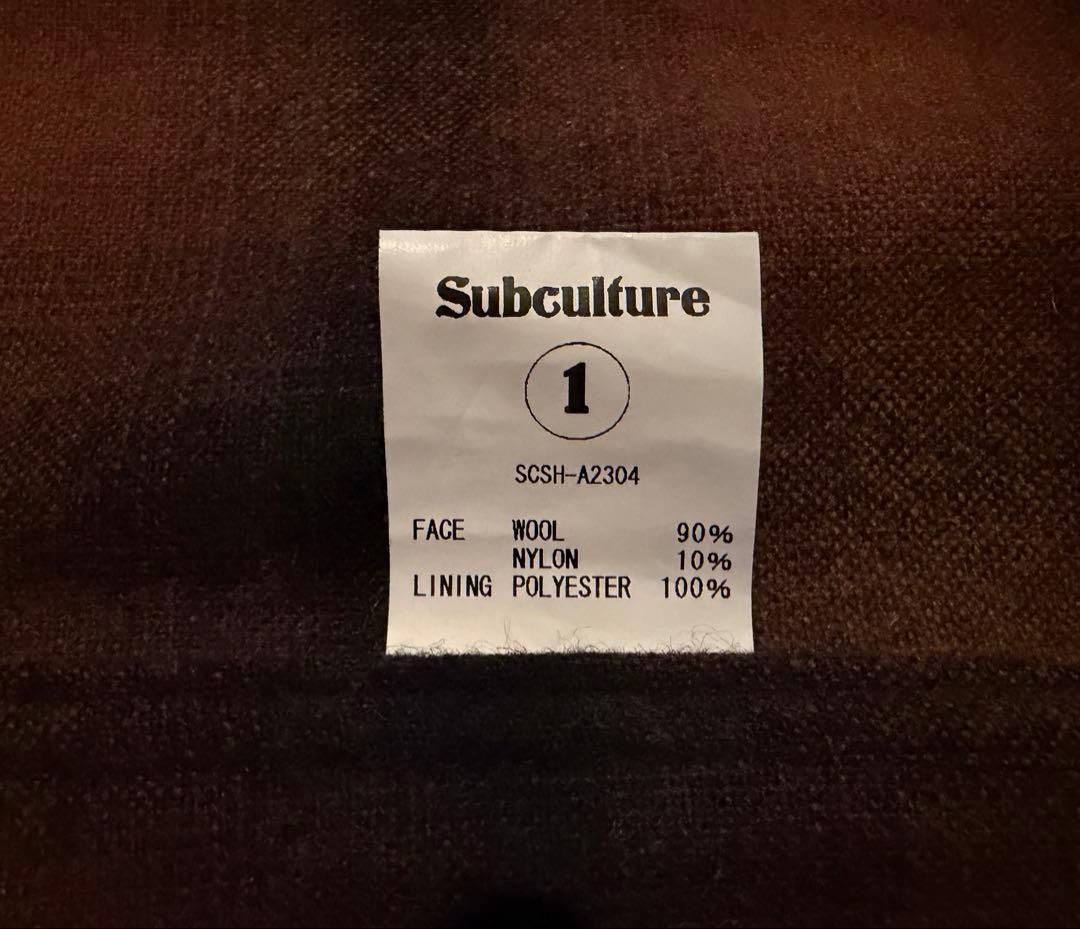 Subculture
1
SCSH-A2304
FACE WOOL 90%
NYLON 10%
LINING POLYESTER 100%